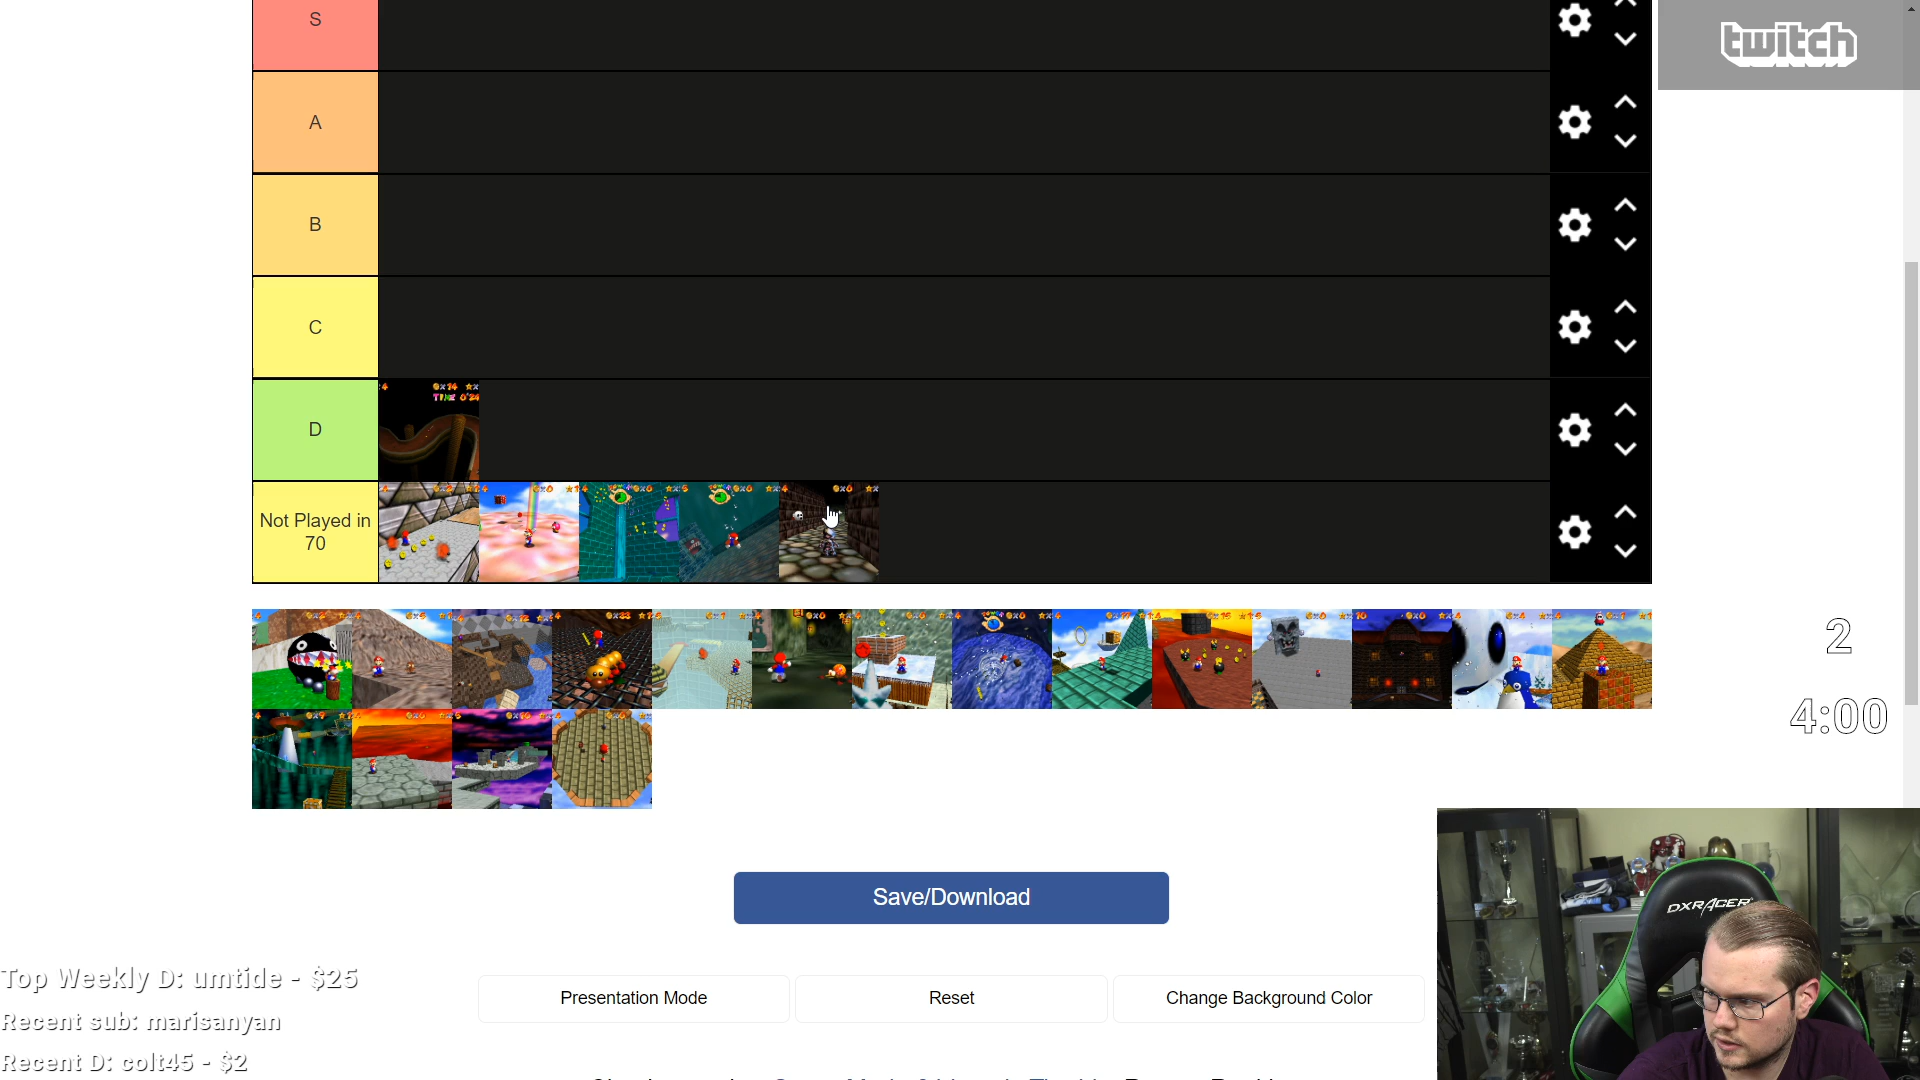 S
twitch
A
B
C
D
Not Played in
70
2
4:00
Save/Download
DXRACER
Top Weekly D: umtide - $25
Presentation Mode
Reset
Change Background Color
Recent sub: marisanyan
Recent D: colt45 - $2